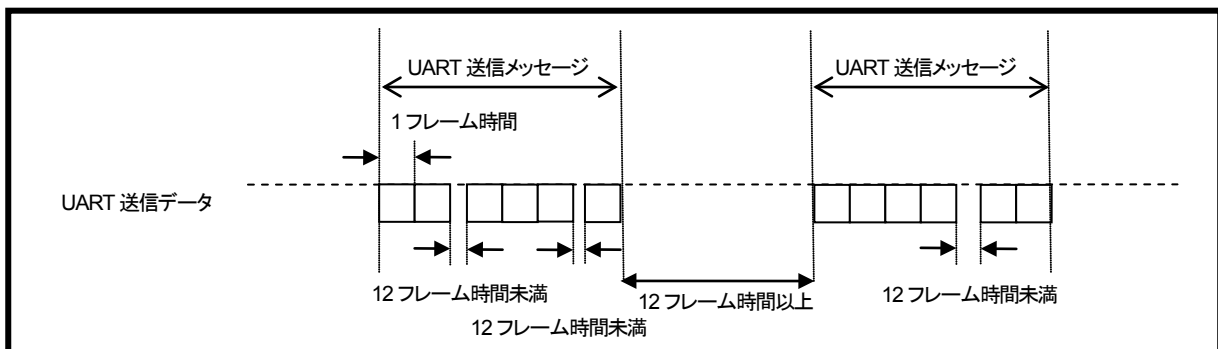 UART 送信メッセージ
UART 送信メッセージ
1 フレーム時間
UART 送信データ
12 フレーム時間未満
12 フレーム時間以上
12 フレーム時間未満
12 フレーム時間未満